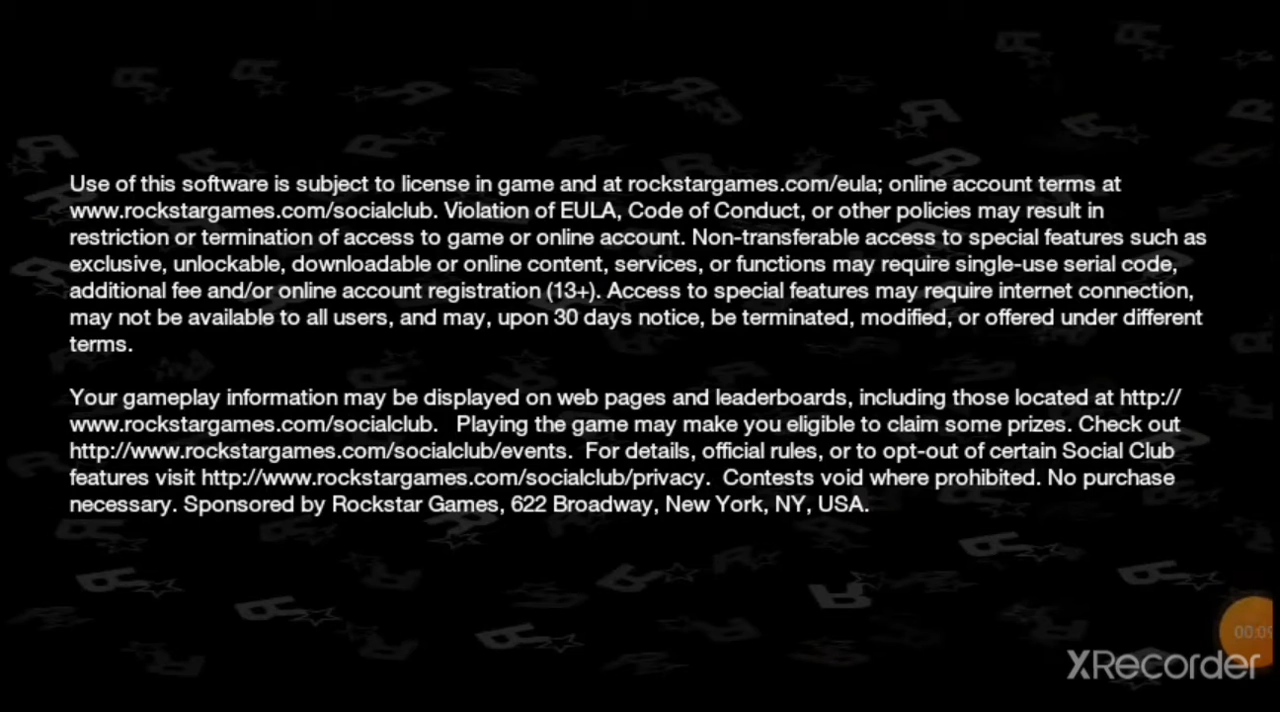 Use of this software is subject to license in game and at rockstargames.com/eula; online account terms at
www.rockstargames.com/socialclub. Violation of EULA, Code of Conduct, or other policies may result in
restriction or termination of access to game or online account. Non-transferable access to special features such as
exclusive, unlockable, downloadable or online content, services, or functions may require single-use serial code,
additional fee and/or online account registration (13+). Access to special features may require internet connection,
may not be available to all users, and may, upon 30 days notice, be terminated, modified, or offered under different
terms.
Your gameplay information may be displayed on web pages and leaderboards, including those located at http://
www.rockstargames.com/socialclub.   Playing the game may make you eligible to claim some prizes. Check out
http://www.rockstargames.com/socialclub/events.  For details, official rules, or to opt-out of certain Social Club
features visit http://www.rockstargames.com/socialclub/privacy.  Contests void where prohibited. No purchase
necessary. Sponsored by Rockstar Games, 622 Broadway, New York, NY, USA.
00:09
XRecorder